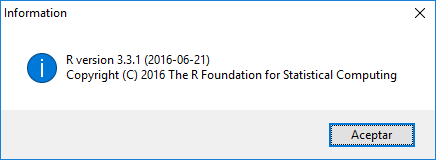 Information
R version 3.3.1 (2016-06-21)
Copyright (C) 2016 The R Foundation for Statistical Computing
Aceptar